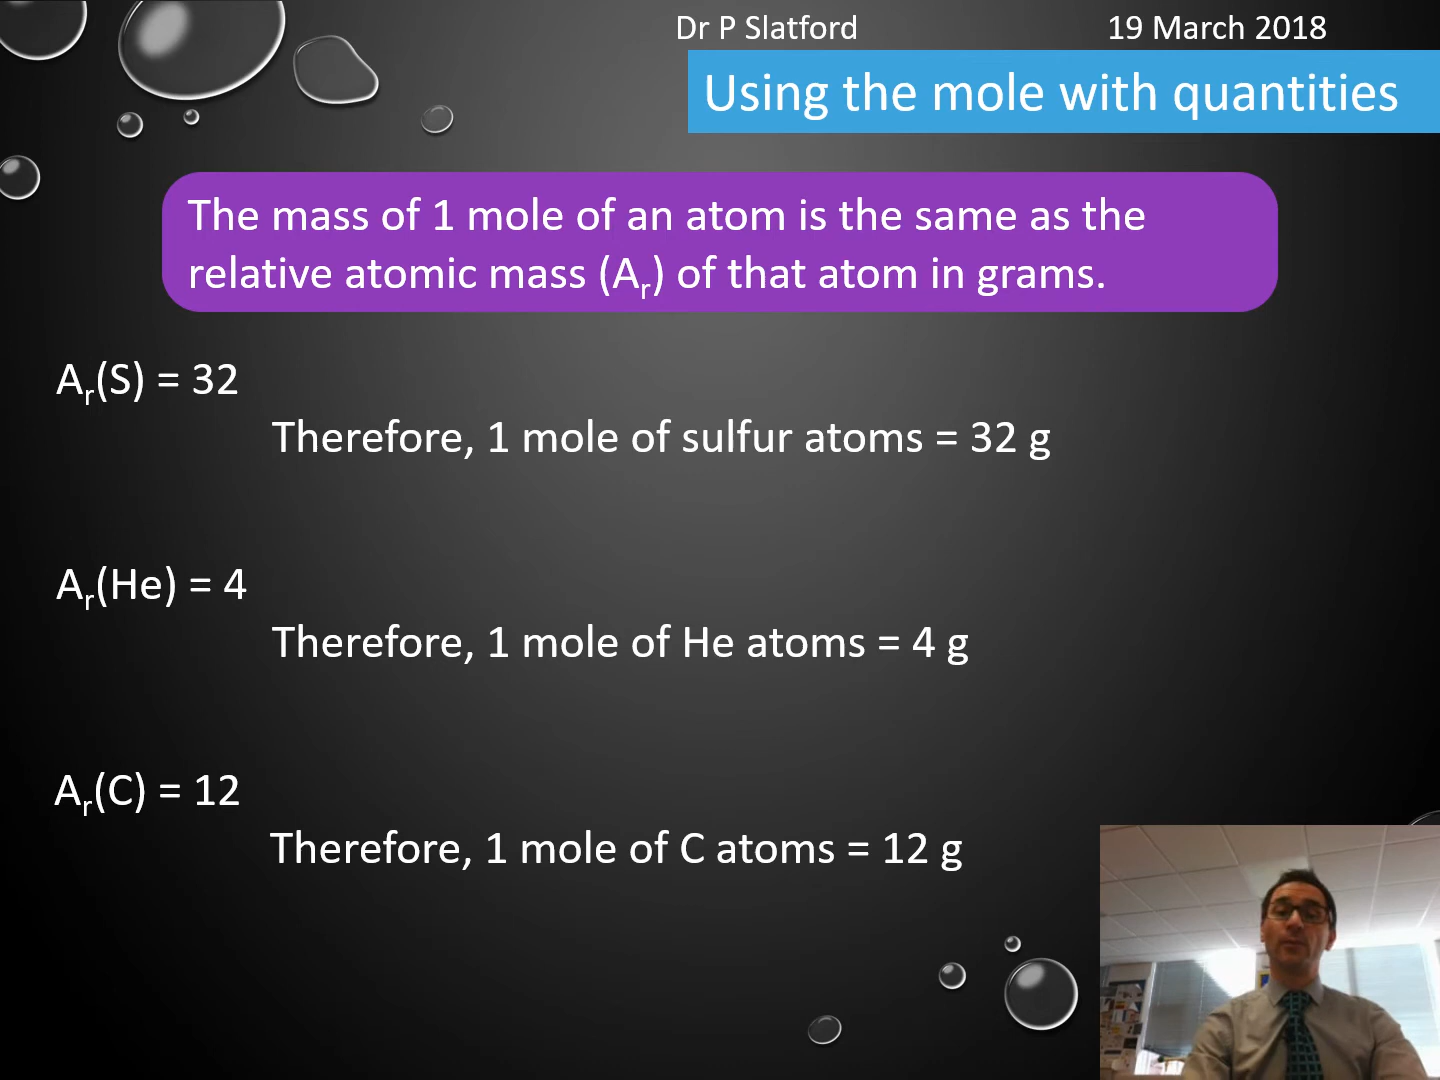 Dr P Slatford 19 March 2018
Using the mole with quantities
The mass of 1 mole of an atom is the same as the
relative atomic mass (Ar) of that atom in grams.
Ar(S) = 32
Therefore, 1 mole of sulfur atoms = 32 g
Ar(He) = 4
Therefore, 1 mole of He atoms = 4 g
Ar(C) = 12
Therefore, 1 mole of C atoms = 12 g